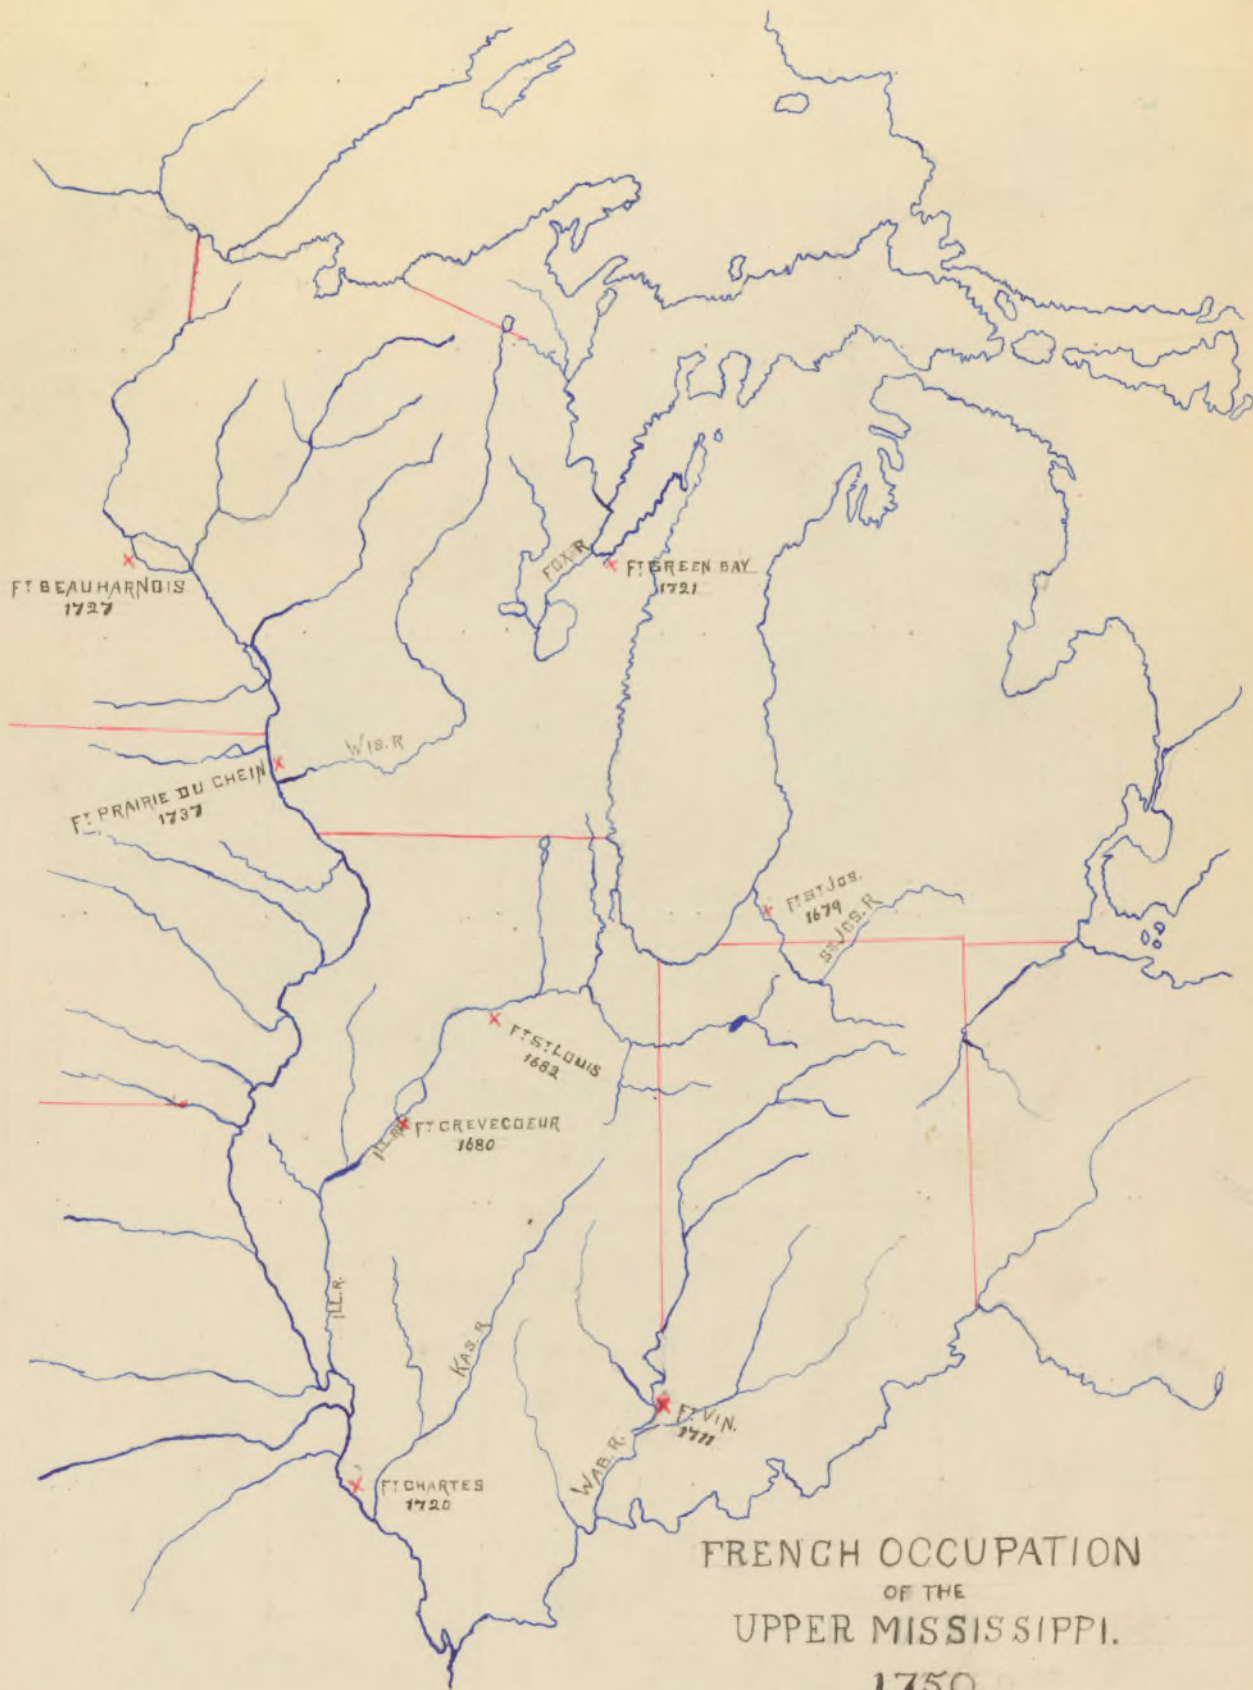 FOX R
FT GREEN BAY
1721
FT BEAUHARNOIS
1727
WIS. R
FT PRAIRIE DU CHEIN
1737
FT ST JOS.
1679
ST JOS. R
FT ST LOUIS
1682
ILL. R
FT CREVECOEUR
1680
ILL. R.
KAS. R
FT VIN.
1711
WAB. R.
FT CHARTES
1720
FRENCH OCCUPATION
OF THE
UPPER MISSISSIPPI.
1750